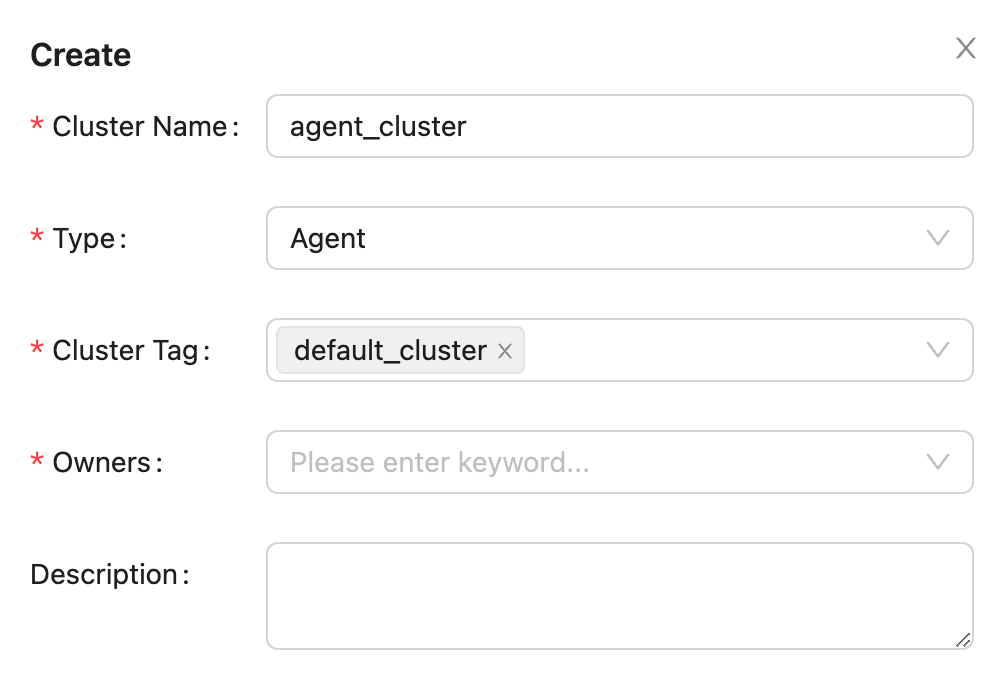 Create
* Cluster Name: agent_cluster
* Type: Agent
* Cluster Tag: default_cluster
* Owners: Please enter keyword...
Description: